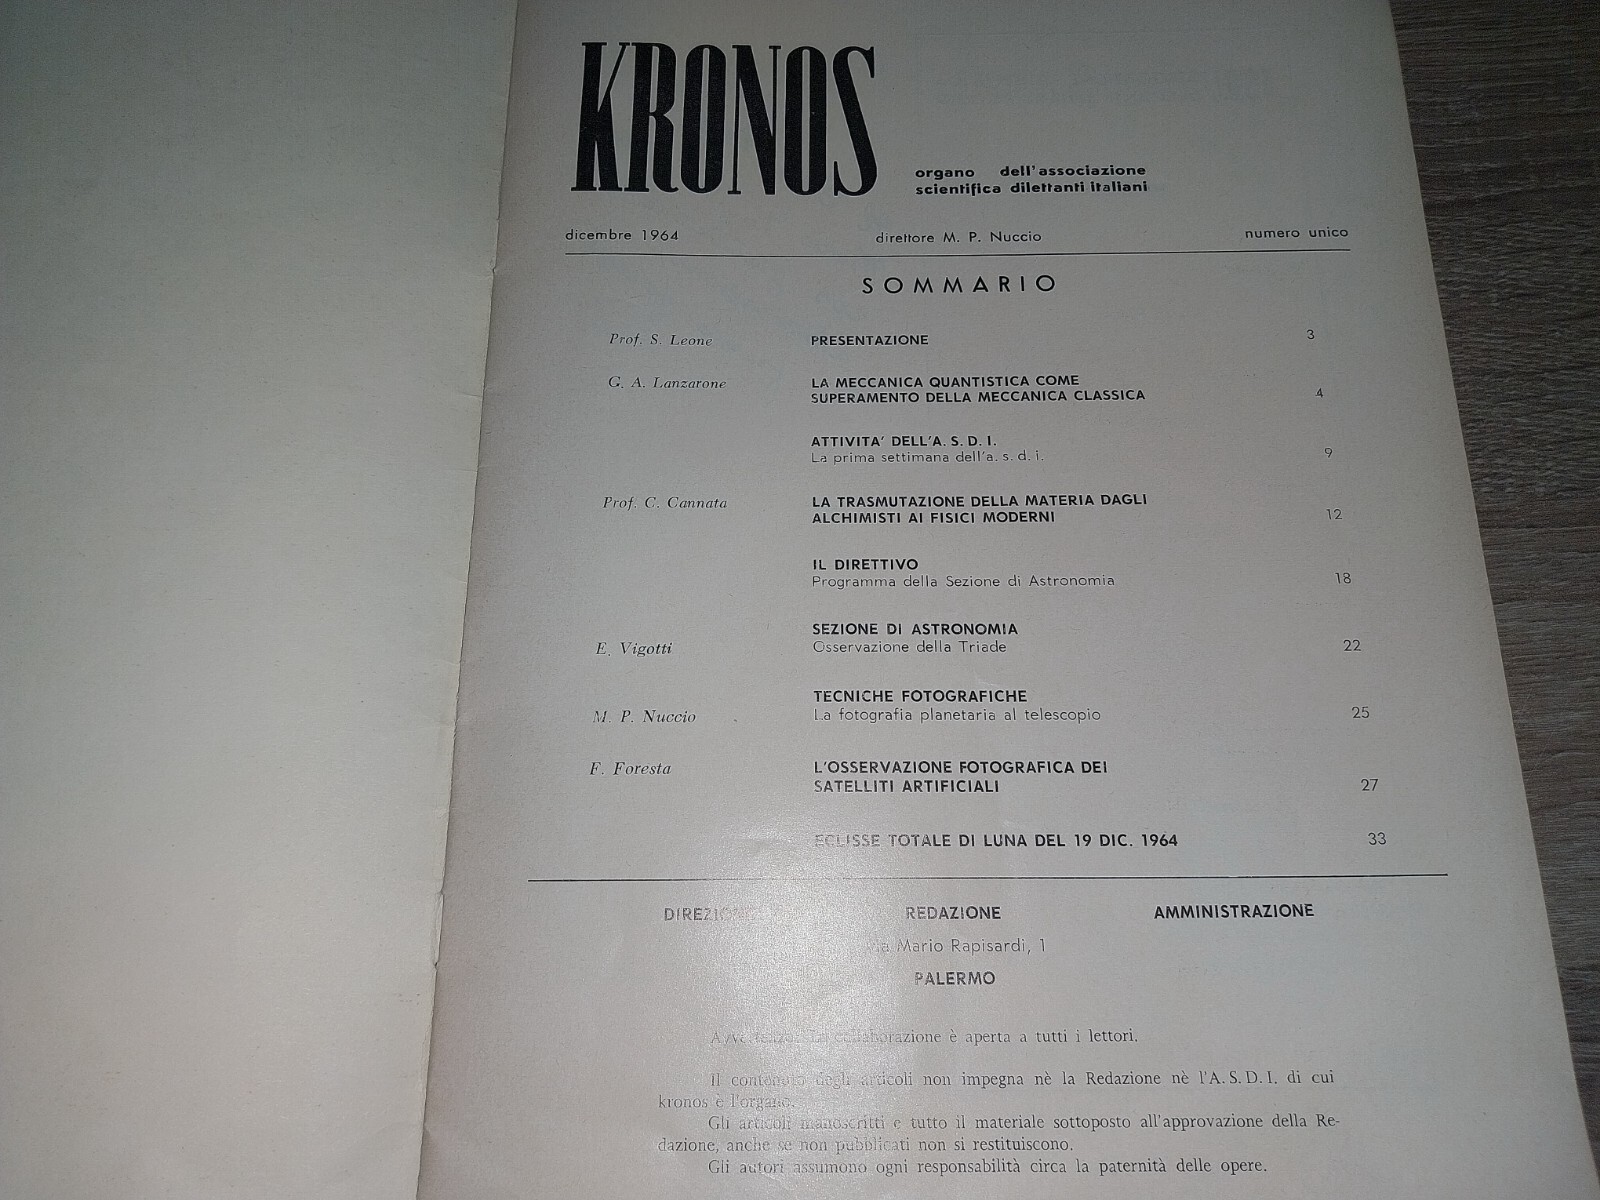 KRONOS
organo dell'associazione
scientifica dilettanti italiani
dicembre 1964 direttore M. P. Nuccio numero unico
SOMMARIO
Prof. S. Leone PRESENTAZIONE 3
G. A. Lanzarone LA MECCANICA QUANTISTICA COME
SUPERAMENTO DELLA MECCANICA CLASSICA 4
ATTIVITA' DELL'A. S. D. I.
La prima settimana dell'a. s. d. i. 9
Prof. C. Cannata LA TRASMUTAZIONE DELLA MATERIA DAGLI
ALCHIMISTI AI FISICI MODERNI 12
IL DIRETTIVO
Programma della Sezione di Astronomia 18
SEZIONE DI ASTRONOMIA
E. Vigotti Osservazione della Triade 22
TECNICHE FOTOGRAFICHE
M. P. Nuccio La fotografia planetaria al telescopio 25
F. Foresta L'OSSERVAZIONE FOTOGRAFICA DEI
SATELLITI ARTIFICIALI 27
ECLISSE TOTALE DI LUNA DEL 19 DIC. 1964 33
DIREZIONE REDAZIONE AMMINISTRAZIONE
Via Mario Rapisardi, 1
PALERMO
Avvertenza: La collaborazione è aperta a tutti i lettori.
Il contenuto degli articoli non impegna nè la Redazione nè l'A. S. D. I. di cui
kronos è l'organo.
Gli articoli manoscritti e tutto il materiale sottoposto all'approvazione della Re-
dazione, anche se non pubblicati non si restituiscono.
Gli autori assumono ogni responsabilità circa la paternità delle opere.